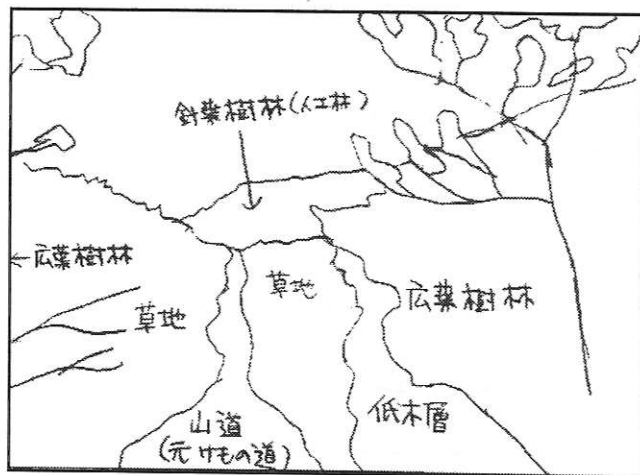 針葉樹林(人工林)
←広葉樹林
草地
草地
広葉樹林
山道
(元けもの道)
低木層